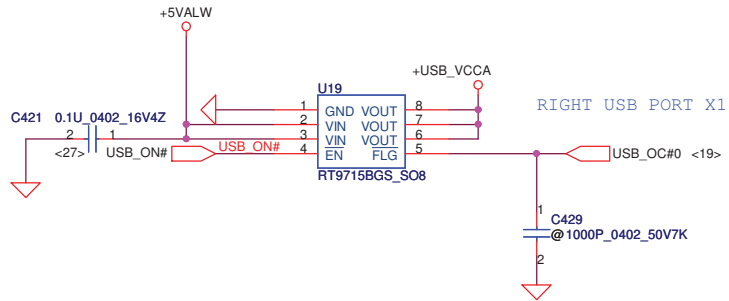 +5VALW
+USB_VCCA
U19
RIGHT USB PORT X1
C421 0.1U_0402_16V4Z
1 GND VOUT 8
2 VIN VOUT 7
3 VIN VOUT 6
4 EN FLG 5
2 1
<27> USB_ON# USB_ON#
USB_OC#0 <19>
RT9715BGS_SO8
1
C429
@1000P_0402_50V7K
2